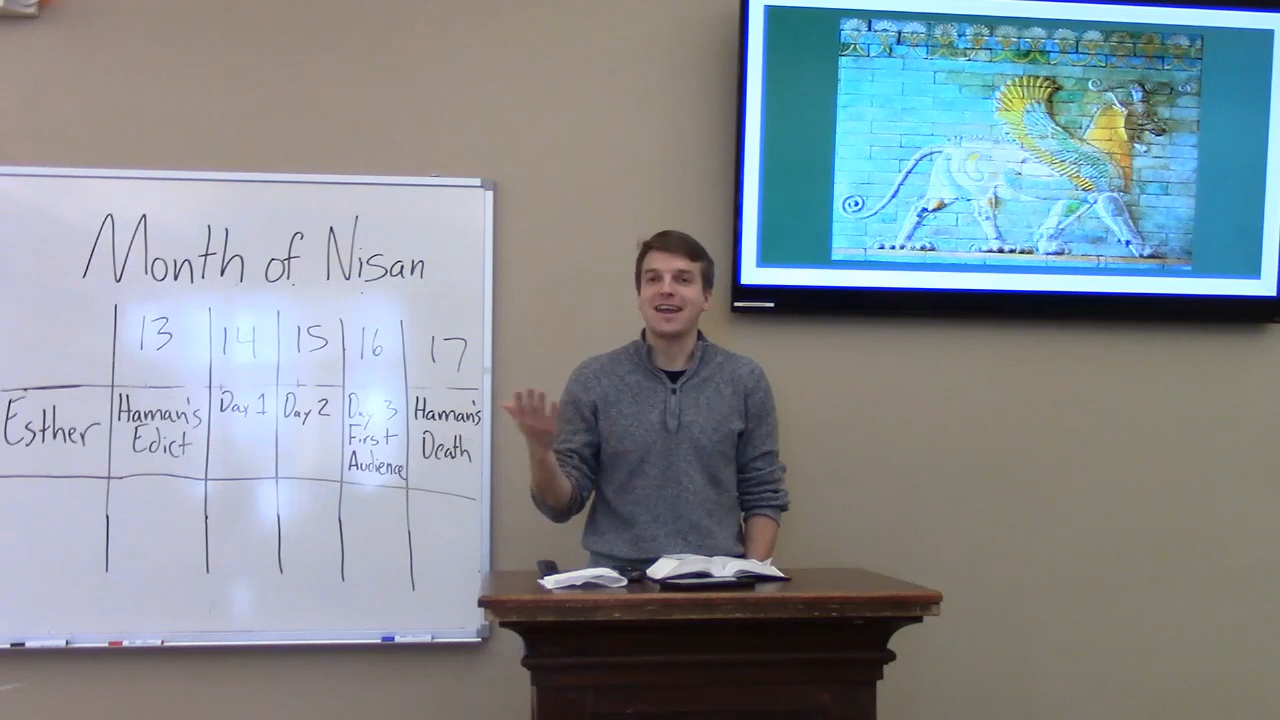 Month of Nisan
13 14 15 16 17
Esther
Haman's
Edict
Day 1
Day 2
Day 3
First
Audience
Haman's
Death